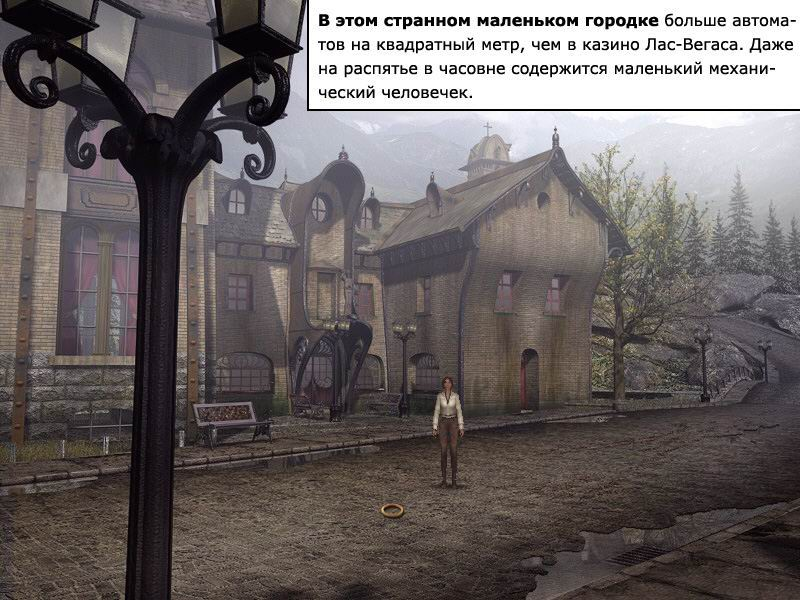 В этом странном маленьком городке больше автома-
тов на квадратный метр, чем в казино Лас-Вегаса. Даже
на распятье в часовне содержится маленький механи-
ческий человечек.